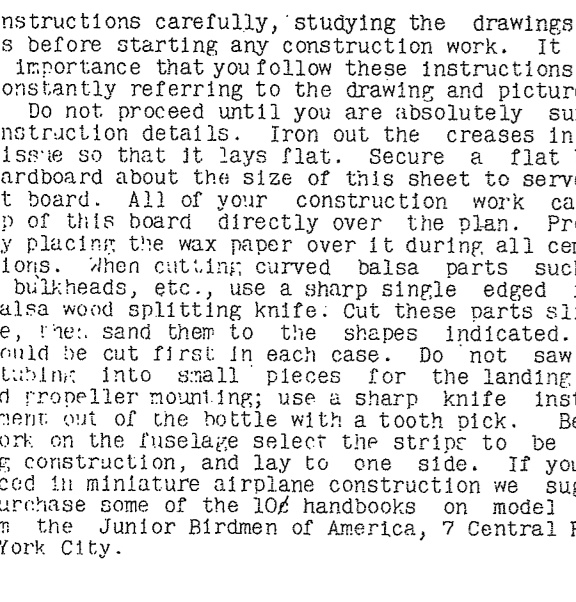 nstructions carefully, studying the drawings
s before starting any construction work. It
importance that you follow these instructions
onstantly referring to the drawing and pictur
Do not proceed until you are absolutely su
nstruction details. Iron out the creases in
issue so that it lays flat. Secure a flat
ardboard about the size of this sheet to serv
t board. All of your construction work ca
p of this board directly over the plan. Pr
y placing the wax paper over it during all cem
ions. When cutting curved balsa parts suc
bulkheads, etc., use a sharp single edged
alsa wood splitting knife. Cut these parts sli
e, then sand them to the shapes indicated.
ould be cut first in each case. Do not saw
tubing into small pieces for the landing
d propeller mounting; use a sharp knife inst
ment out of the bottle with a tooth pick. Be
ork on the fuselage select the strips to be
g construction, and lay to one side. If you
ced in miniature airplane construction we sug
urchase some of the 10¢ handbooks on model
m the Junior Birdmen of America, 7 Central P
York City.